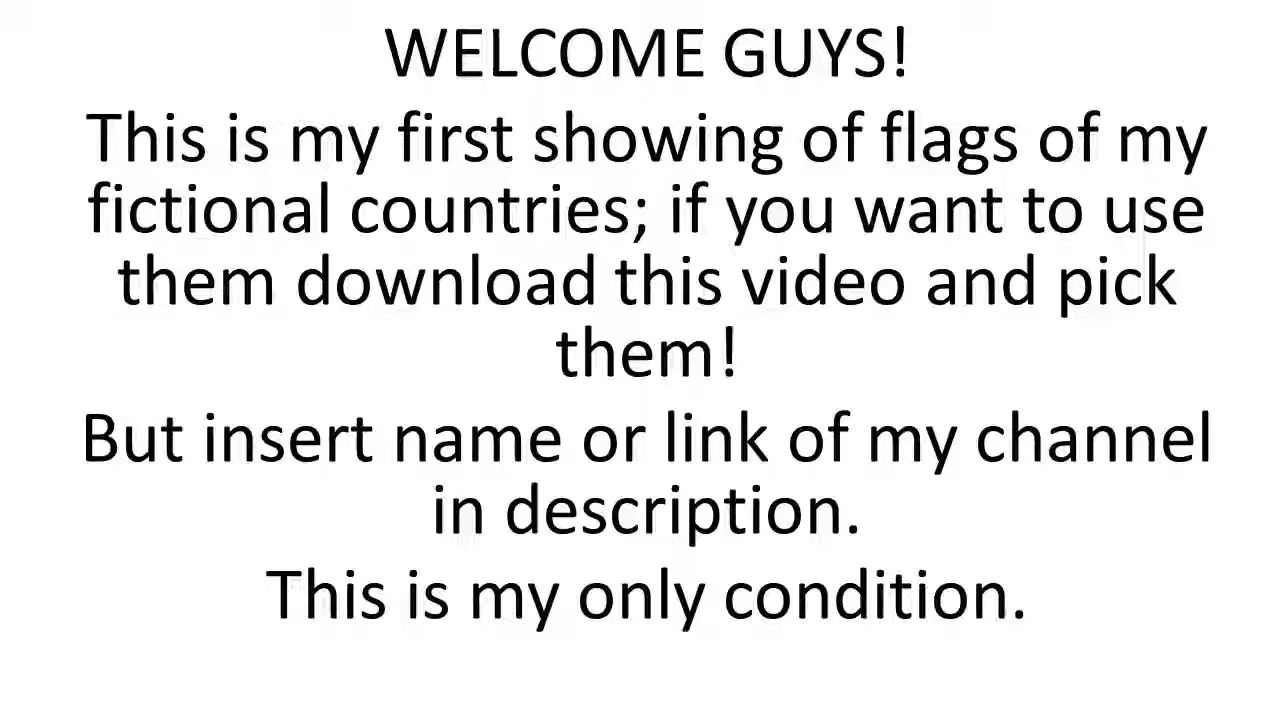 WELCOME GUYS!
This is my first showing of flags of my
fictional countries; if you want to use
them download this video and pick
them!
But insert name or link of my channel
in description.
This is my only condition.